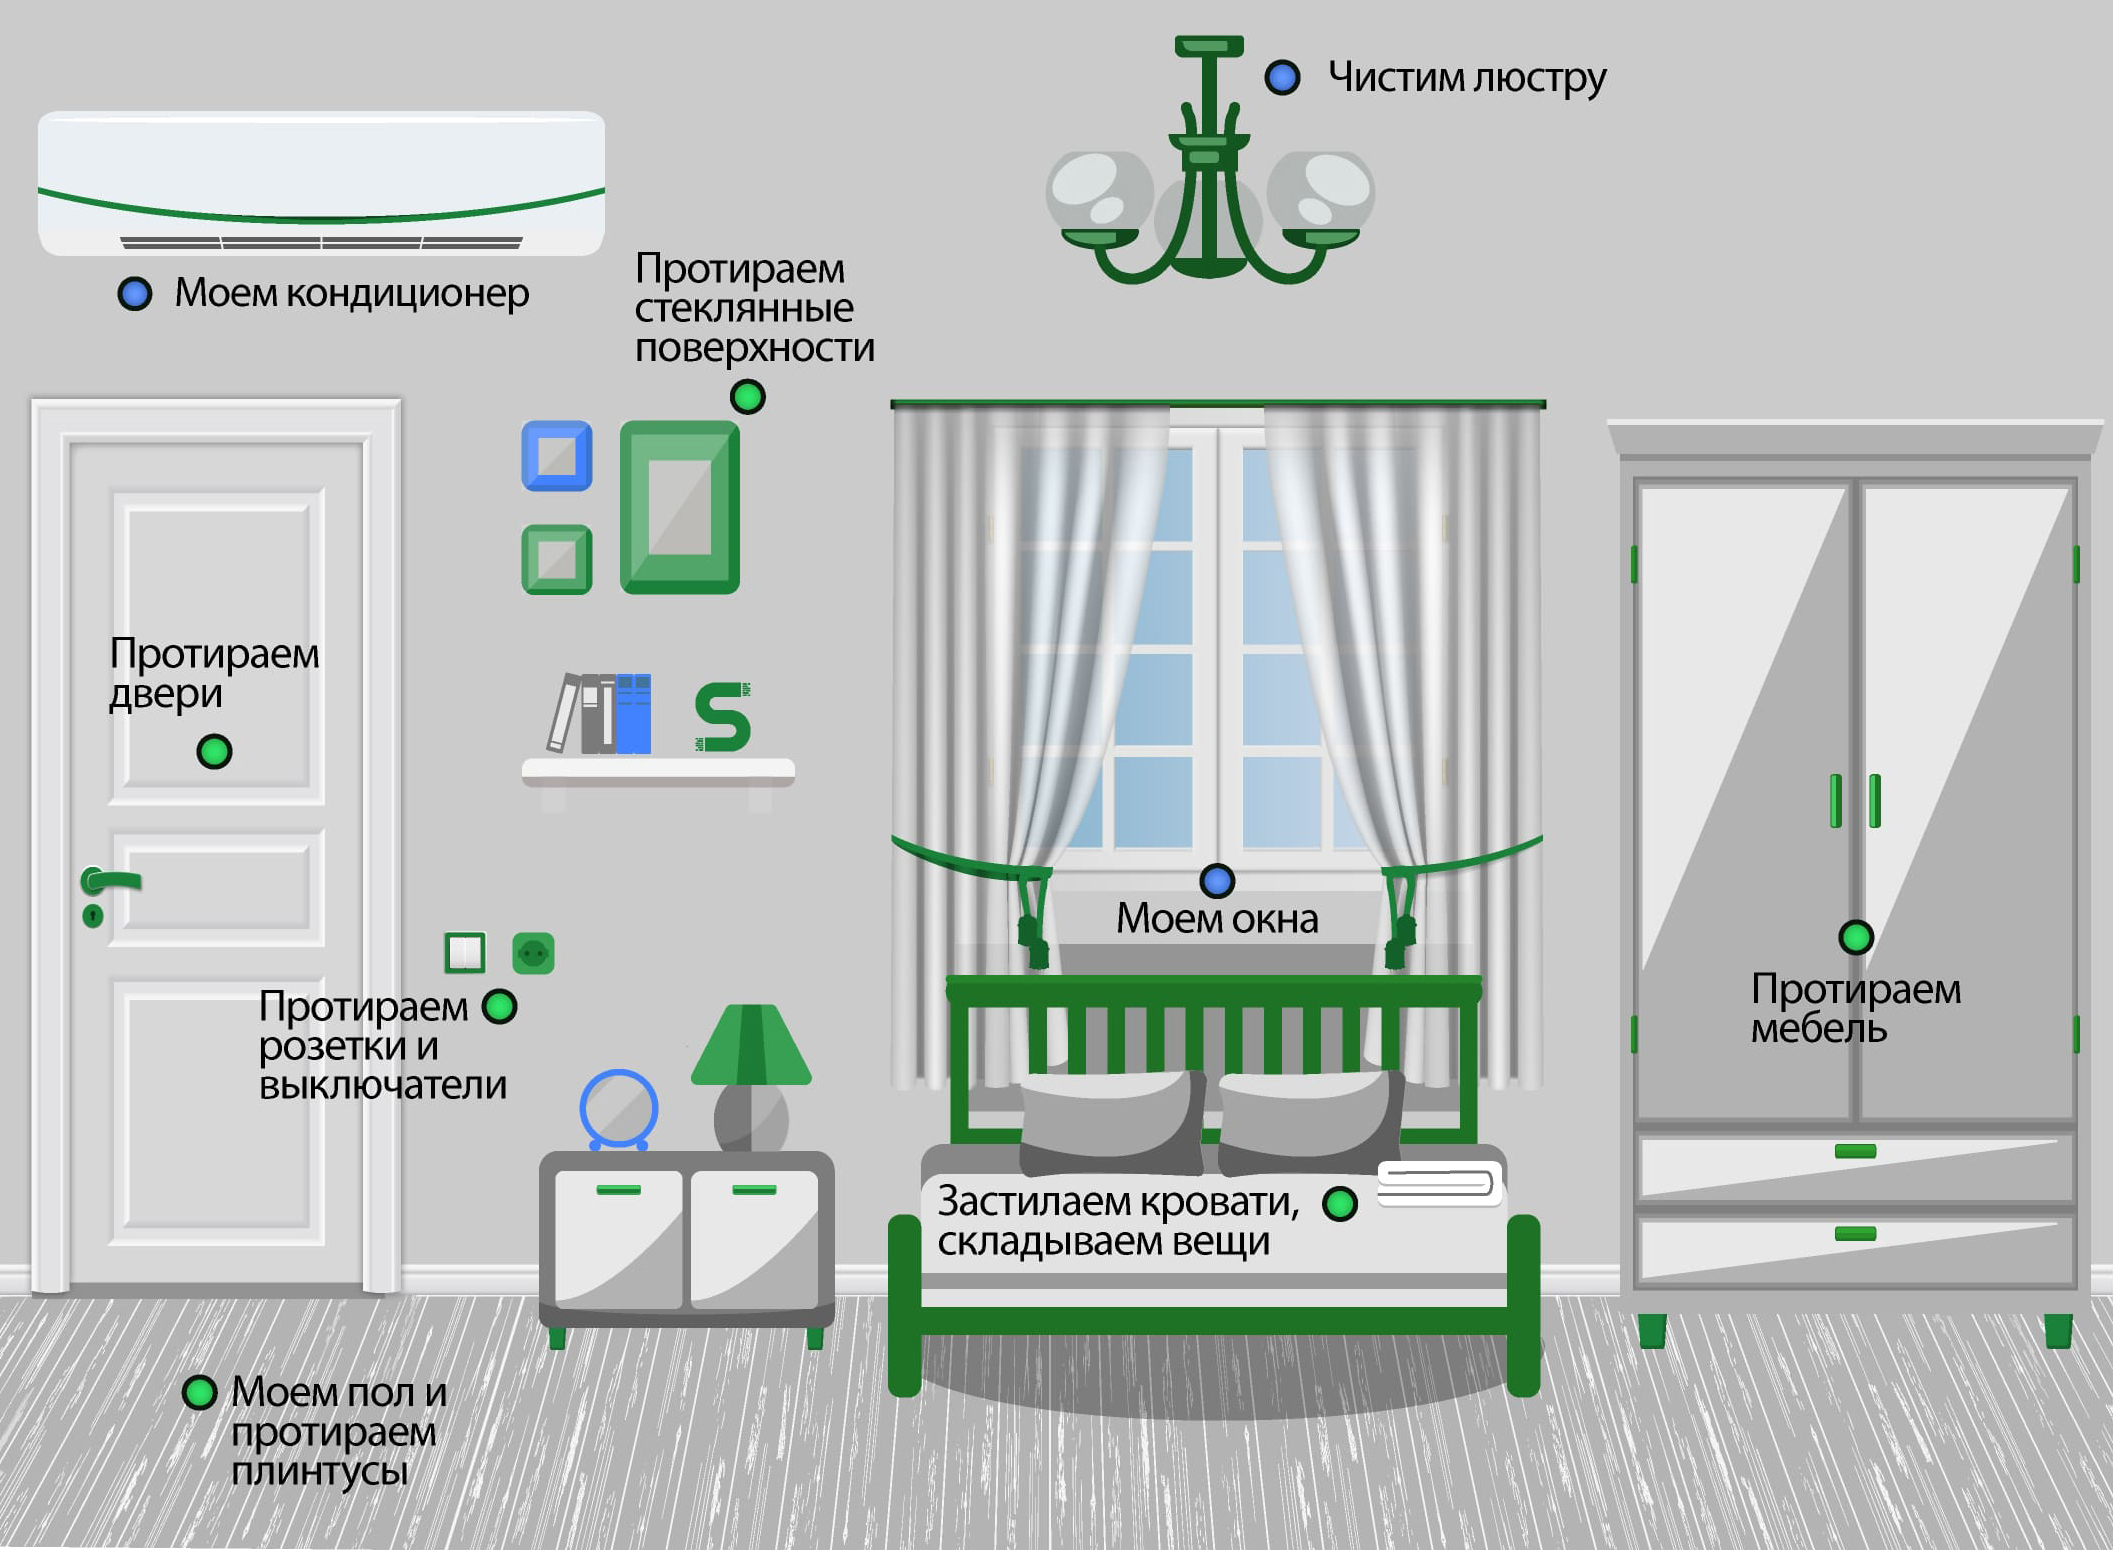 Чистим люстру
Моем кондиционер
Протираем
стеклянные
поверхности
Протираем
двери
Моем окна
Протираем
розетки и
выключатели
Протираем
мебель
Застилаем кровати,
складываем вещи
Моем пол и
протираем
плинтусы